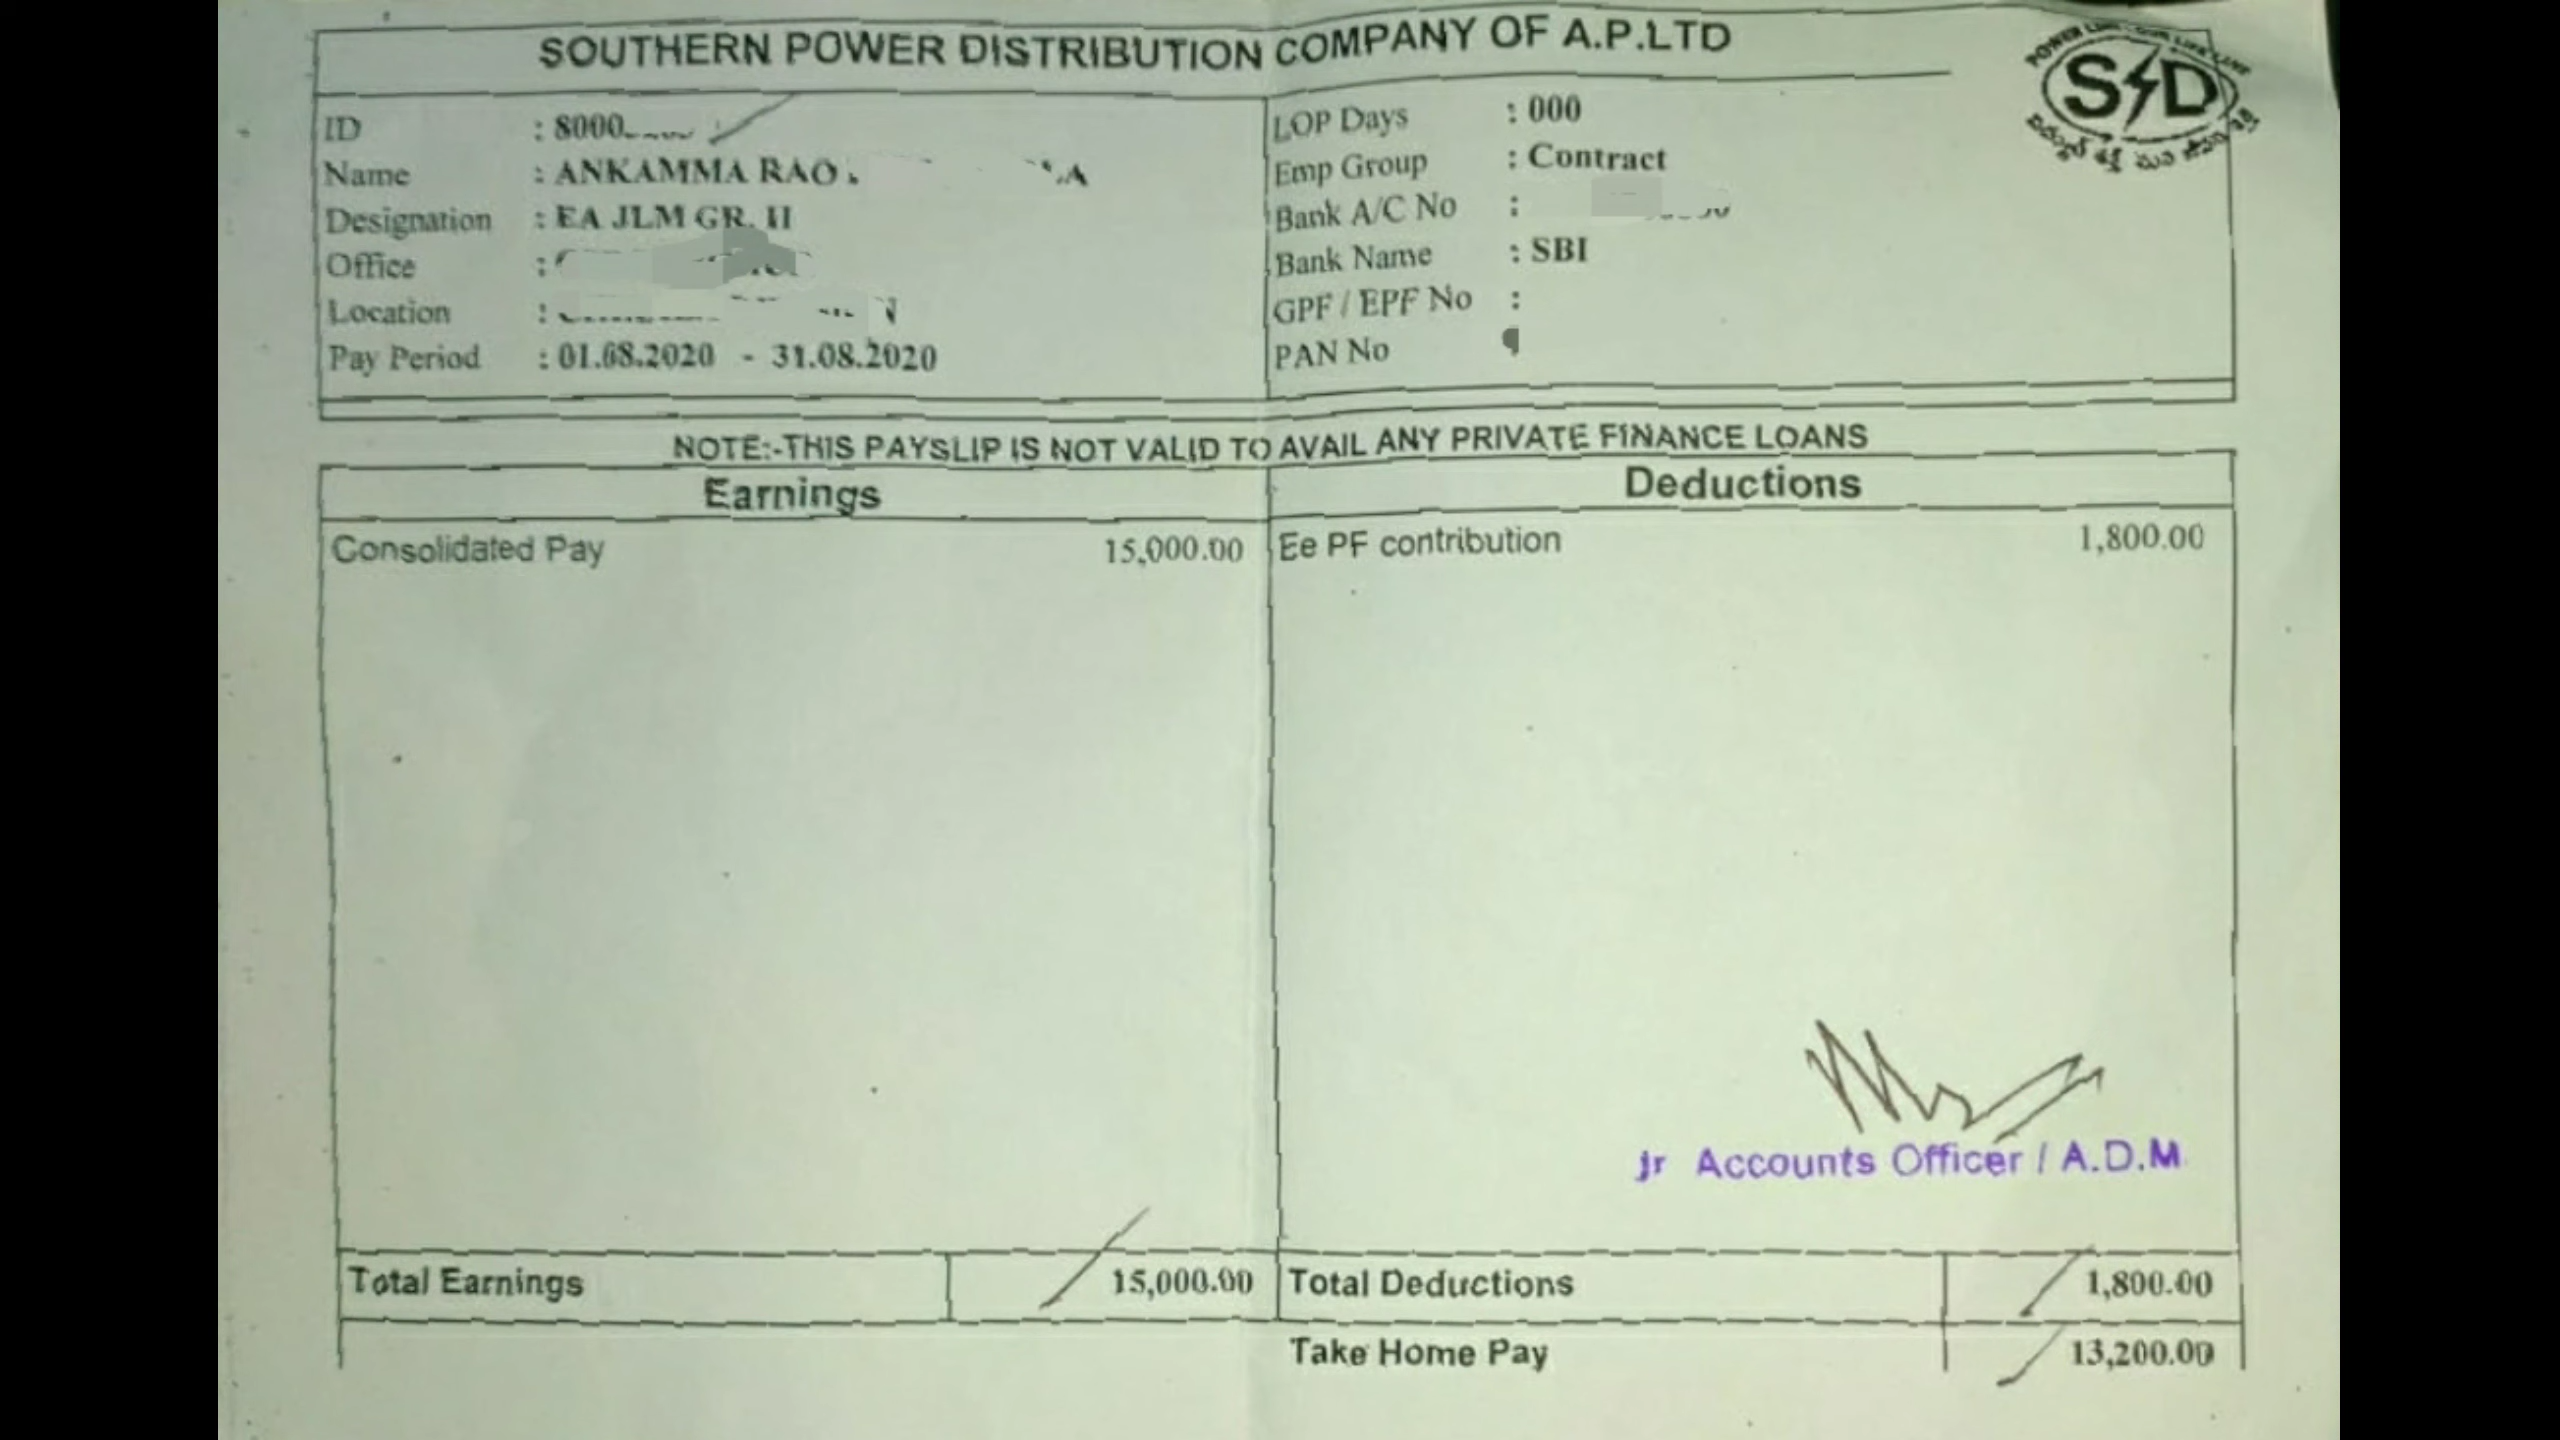 SOUTHERN POWER DISTRIBUTION COMPANY OF A.P.LTD
POWER
S D
ID : 8000
Name : ANKAMMA RAO
Designation : EA JLM GR. II
Office :
Location :
Pay Period : 01.08.2020 - 31.08.2020
LOP Days : 000
Emp Group : Contract
Bank A/C No :
Bank Name : SBI
GPF / EPF No :
PAN No
NOTE:-THIS PAYSLIP IS NOT VALID TO AVAIL ANY PRIVATE FINANCE LOANS
Earnings Deductions
Consolidated Pay 15,000.00 Ee PF contribution 1,800.00
jr Accounts Officer / A.D.M
Total Earnings 15,000.00 Total Deductions 1,800.00
Take Home Pay 13,200.00